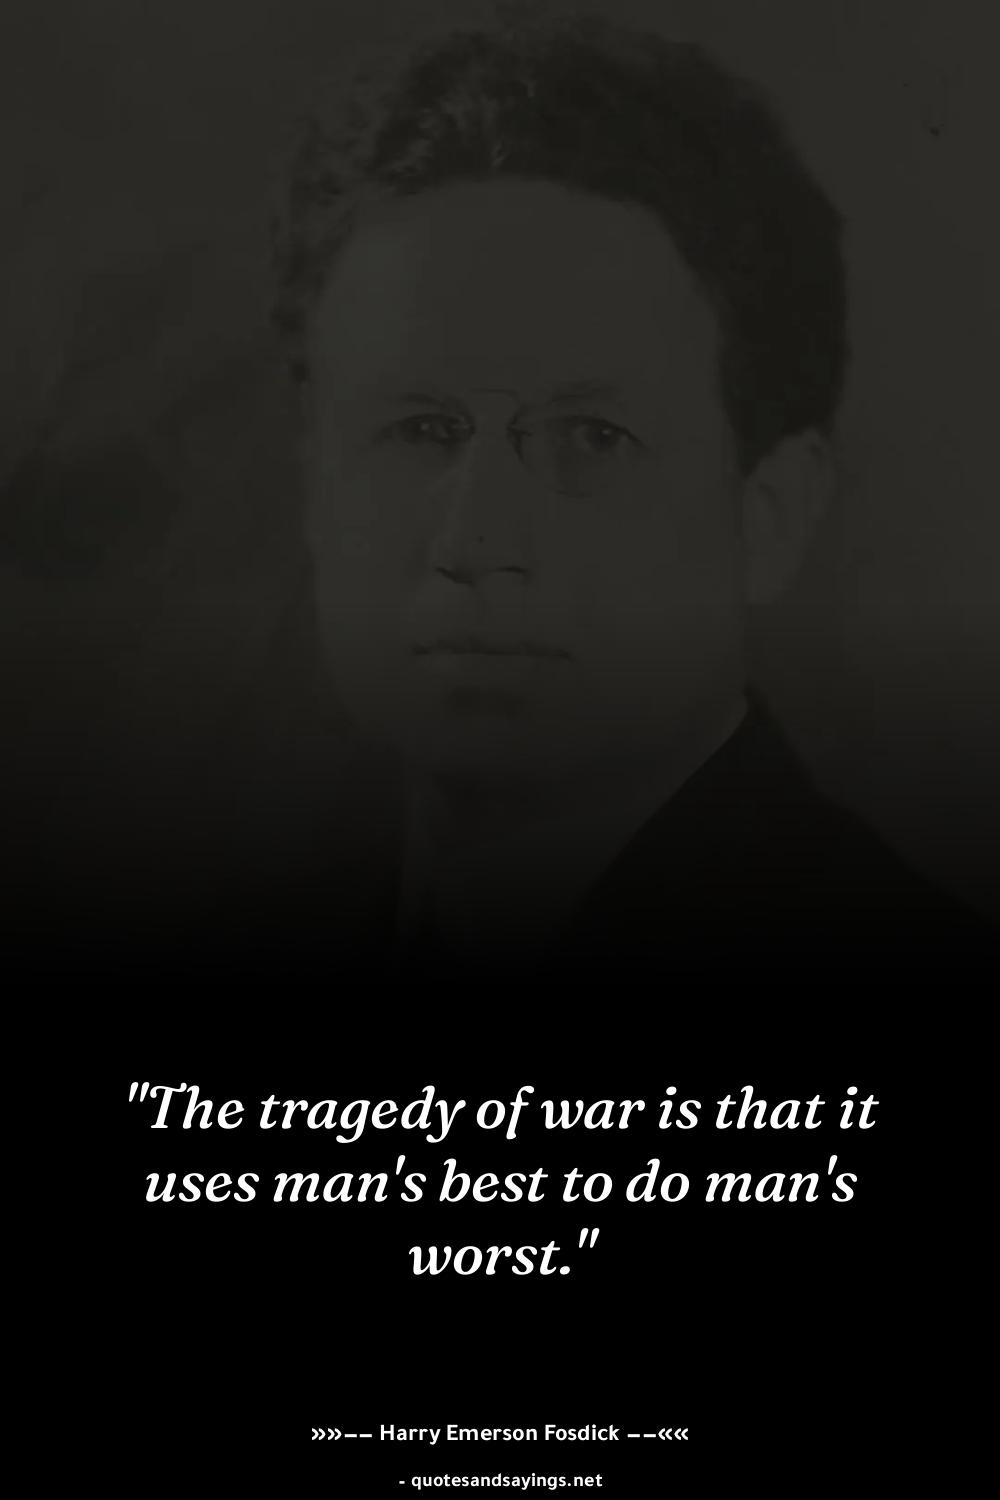 "The tragedy of war is that it
uses man's best to do man's
worst."
»»–– Harry Emerson Fosdick ––««
- quotesandsayings.net